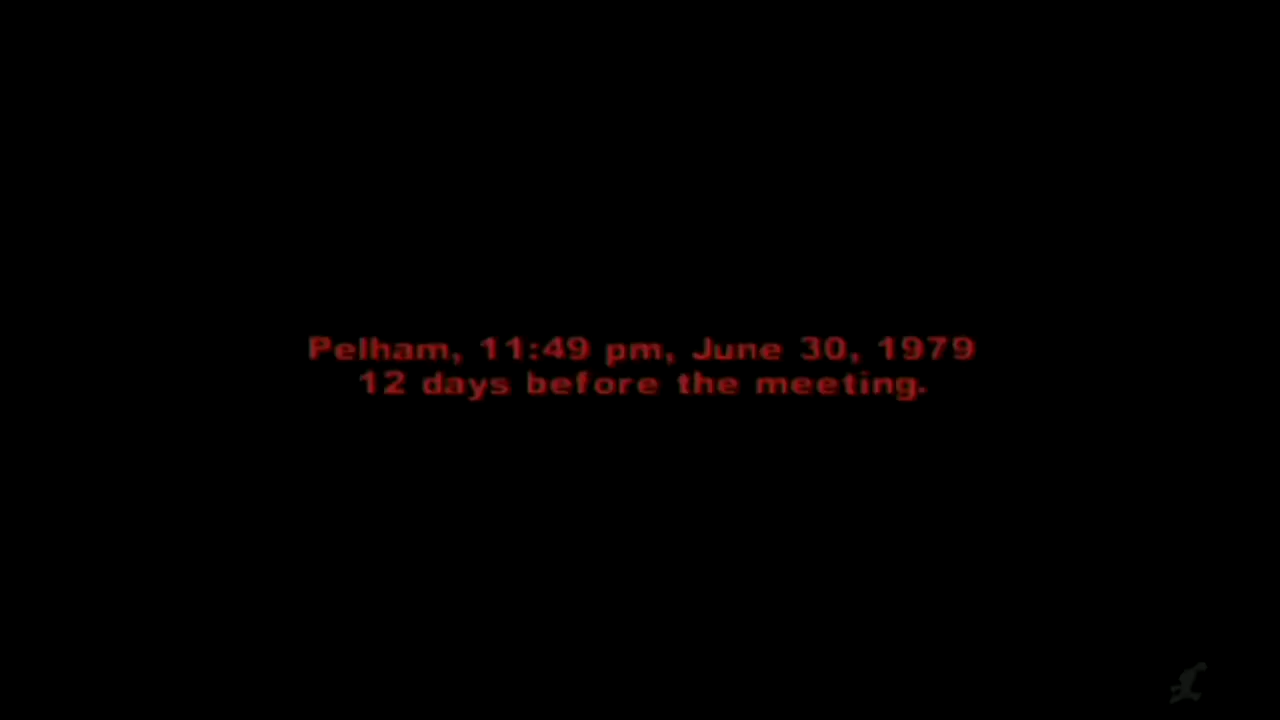 Pelham, 11:49 pm, June 30, 1979
12 days before the meeting.